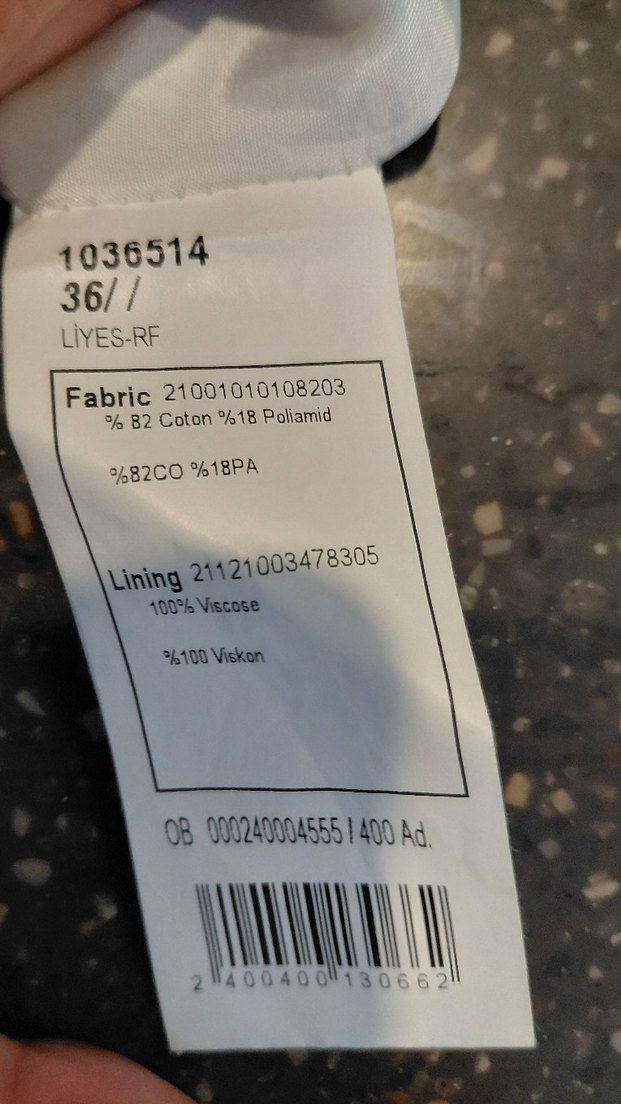 1036514
36/ /
LİYES-RF
Fabric 21001010108203
% 82 Coton %18 Poliamid
%82CO %18PA
Lining 21121003478305
100% Viscose
%100 Viskon
OB 000240004555 / 400 Ad.
2 400400 130662